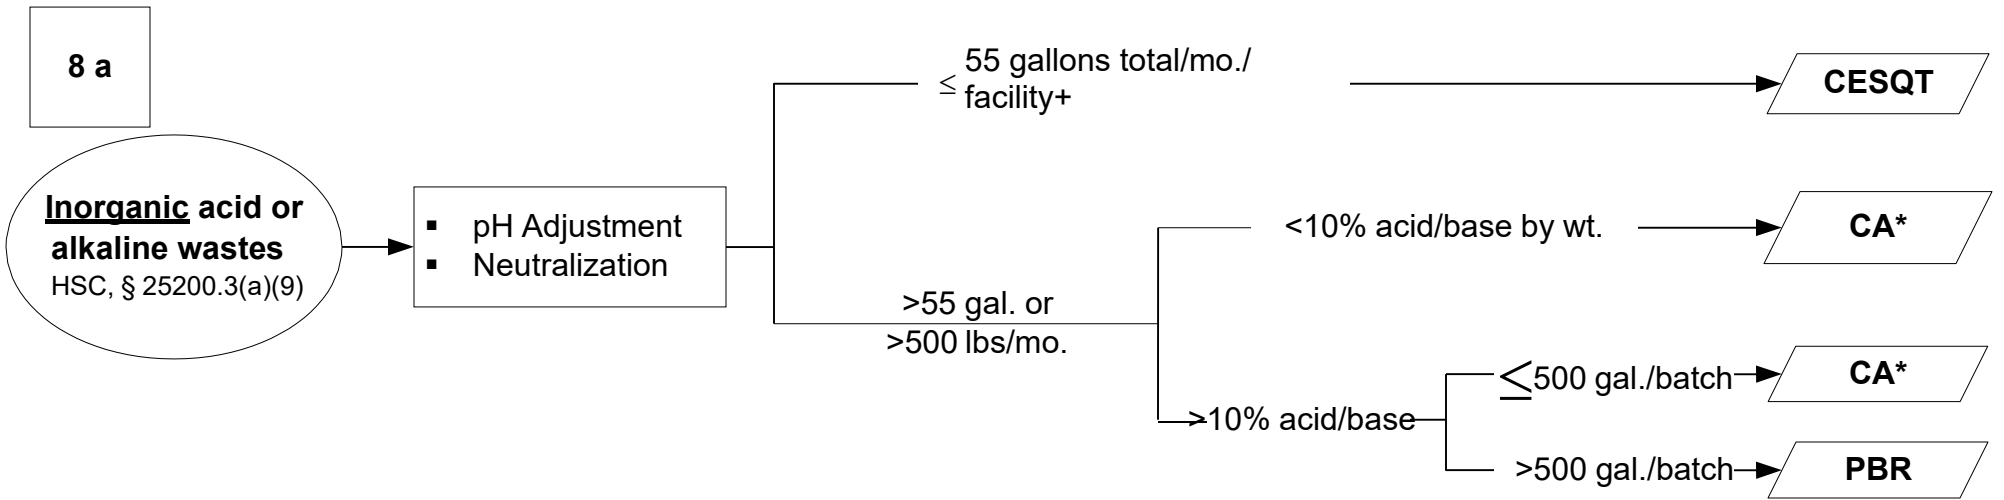 8 a
Inorganic acid or
alkaline wastes
HSC, § 25200.3(a)(9)
▪ pH Adjustment
▪ Neutralization
≤ 55 gallons total/mo./
facility+
CESQT
>55 gal. or
>500 lbs/mo.
<10% acid/base by wt.
CA*
>10% acid/base
≤500 gal./batch
CA*
>500 gal./batch
PBR